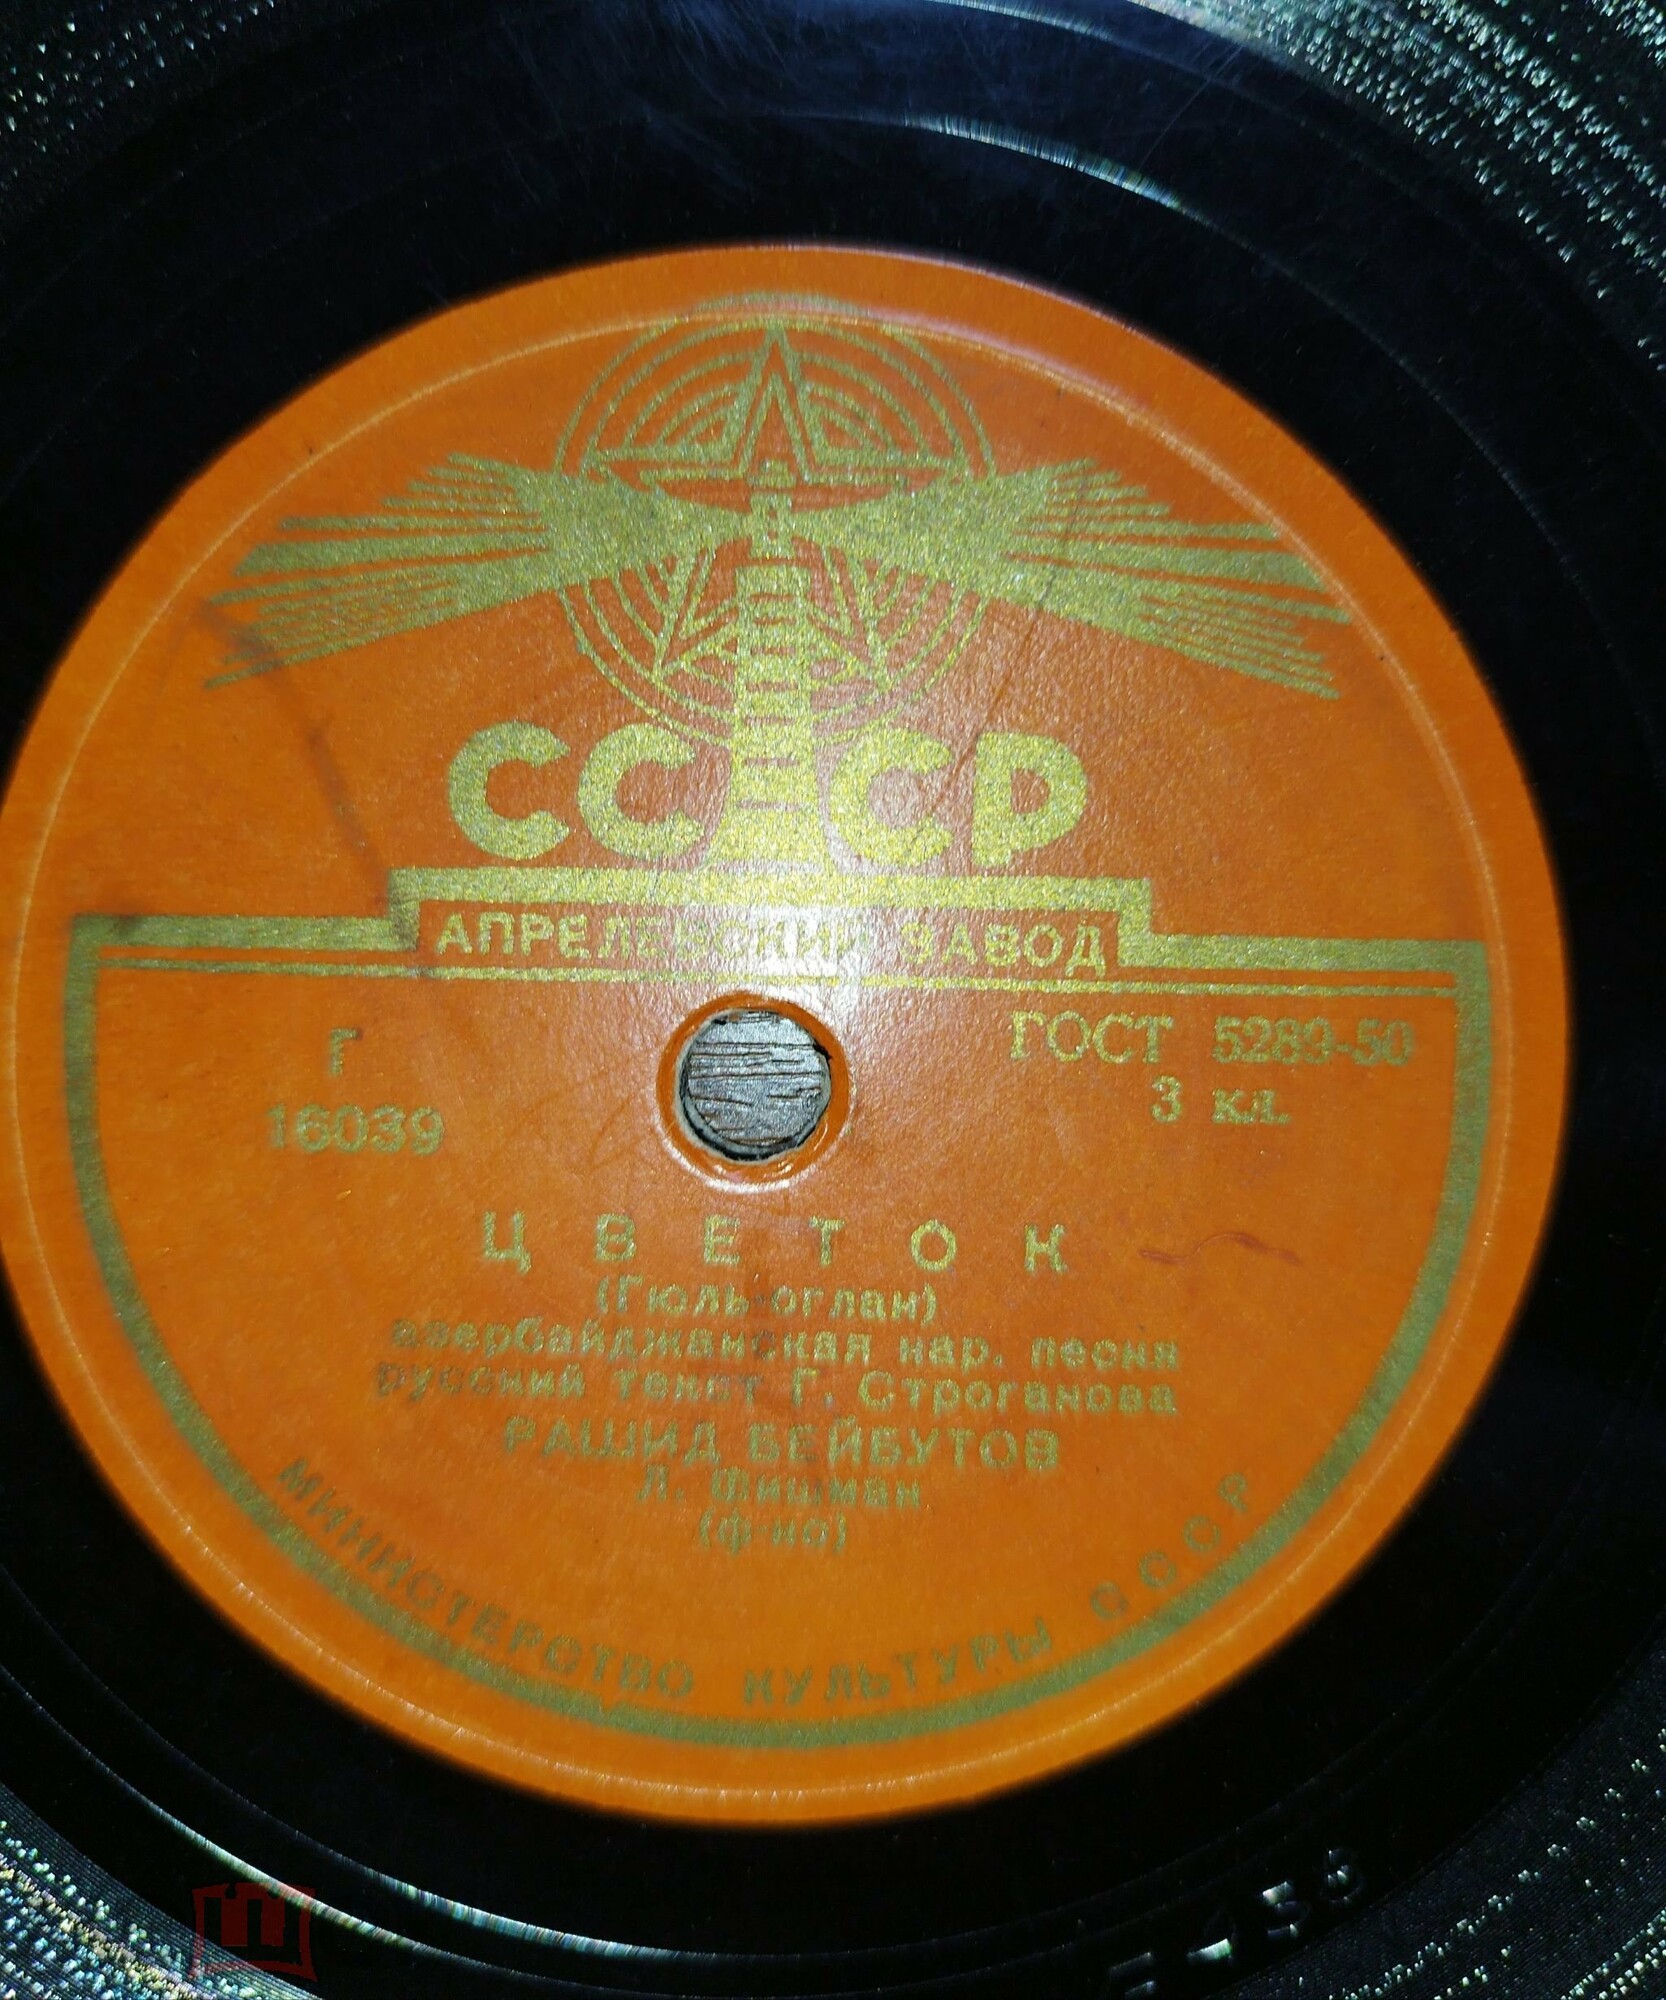 СССР
АПРЕЛЕВСКИЙ ЗАВОД
Г
16039
ГОСТ 5289-50
3 кл.
ЦВЕТОК
(Гюль-оглан)
азербайджанская нар. песня
русский текст Г. Строганова
РАШИД БЕЙБУТОВ
Л. Фишман
(ф-но)
МИНИСТЕРСТВО КУЛЬТУРЫ СССР